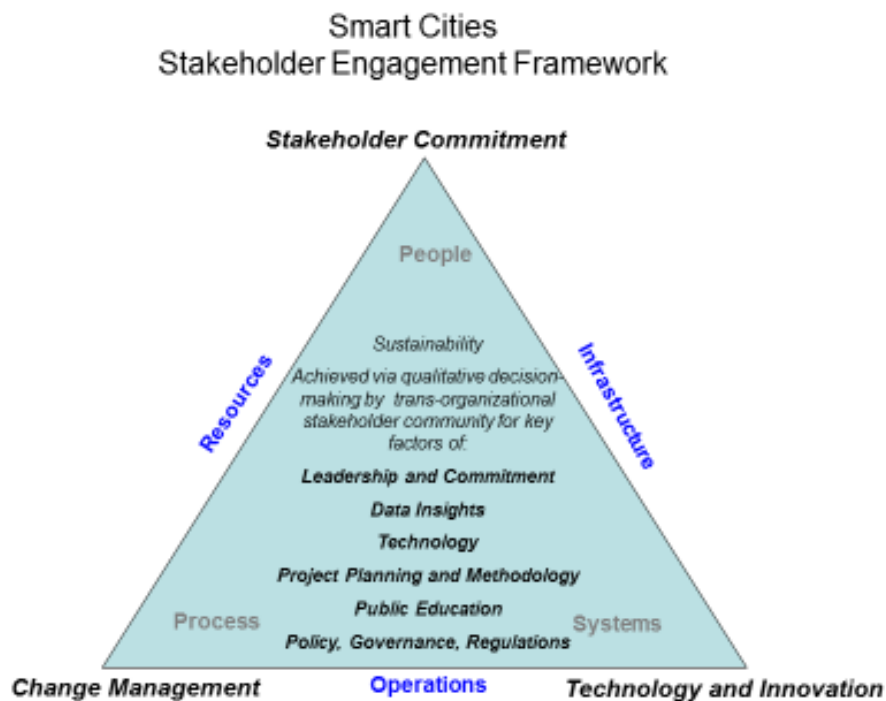 Smart Cities
Stakeholder Engagement Framework
Stakeholder Commitment
People
Sustainability
Achieved via qualitative decision-
making by trans-organizational
stakeholder community for key
factors of:
Leadership and Commitment
Data Insights
Technology
Project Planning and Methodology
Public Education
Policy, Governance, Regulations
Resources
Infrastructure
Process
Systems
Change Management
Operations
Technology and Innovation